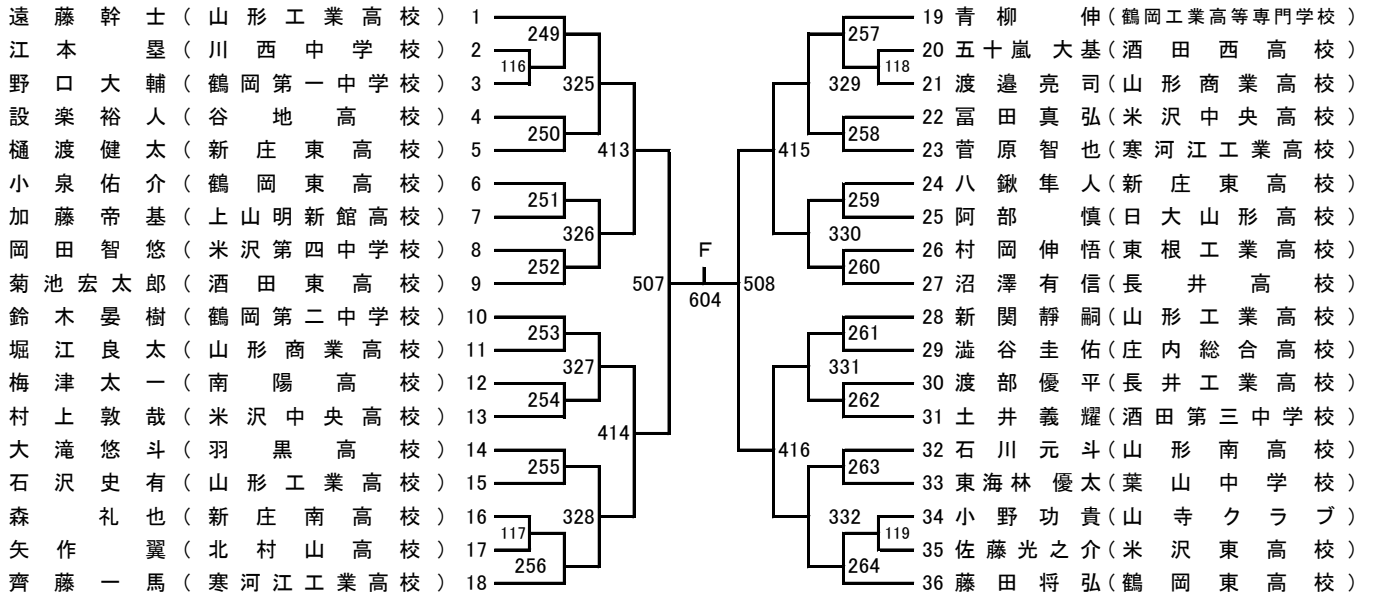 遠藤幹士（山形工業高校） 1
江本 塁（川西中学校） 2
野口大輔（鶴岡第一中学校） 3
設楽裕人（谷地高校） 4
樋渡健太（新庄東高校） 5
小泉佑介（鶴岡東高校） 6
加藤帝基（上山明新館高校） 7
岡田智悠（米沢第四中学校） 8
菊池宏太郎（酒田東高校） 9
鈴木晏樹（鶴岡第二中学校） 10
堀江良太（山形商業高校） 11
梅津太一（南陽高校） 12
村上敦哉（米沢中央高校） 13
大滝悠斗（羽黒高校） 14
石沢史有（山形工業高校） 15
森 礼也（新庄南高校） 16
矢作 翼（北村山高校） 17
齊藤一馬（寒河江工業高校） 18
249
116
325
250
413
251
326
252
507
253
327
254
414
255
328
117
256
F
604
508
257
118
329
258
415
259
330
260
261
331
262
416
263
332
119
264
19 青柳 伸（鶴岡工業高等専門学校）
20 五十嵐大基（酒田西高校）
21 渡邉亮司（山形商業高校）
22 冨田真弘（米沢中央高校）
23 菅原智也（寒河江工業高校）
24 八鍬隼人（新庄東高校）
25 阿部 慎（日大山形高校）
26 村岡伸悟（東根工業高校）
27 沼澤有信（長井高校）
28 新関靜嗣（山形工業高校）
29 澁谷圭佑（庄内総合高校）
30 渡部優平（長井工業高校）
31 土井義耀（酒田第三中学校）
32 石川元斗（山形南高校）
33 東海林優太（葉山中学校）
34 小野功貴（山寺クラブ）
35 佐藤光之介（米沢東高校）
36 藤田将弘（鶴岡東高校）